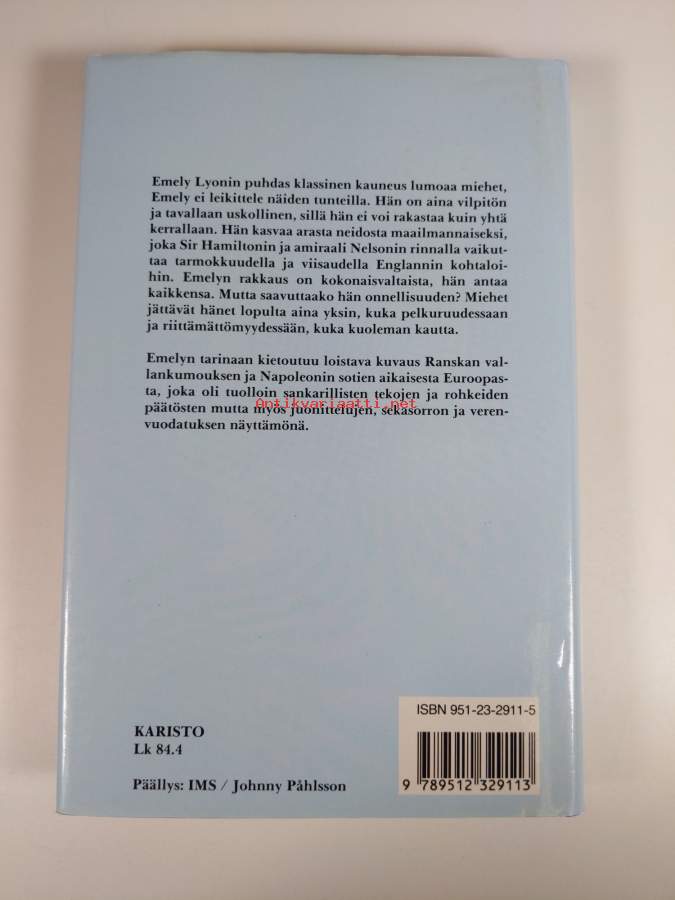 Emely Lyonin puhdas klassinen kauneus lumoaa miehet,
Emely ei leikittele näiden tunteilla. Hän on aina vilpitön
ja tavallaan uskollinen, sillä hän ei voi rakastaa kuin yhtä
kerrallaan. Hän kasvaa arasta neidosta maailmannaiseksi,
joka Sir Hamiltonin ja amiraali Nelsonin rinnalla vaikut-
taa tarmokkuudella ja viisaudella Englannin kohtaloi-
hin. Emelyn rakkaus on kokonaisvaltaista, hän antaa
kaikkensa. Mutta saavuttaako hän onnellisuuden? Miehet
jättävät hänet lopulta aina yksin, kuka pelkuruudessaan
ja riittämättömyydessään, kuka kuoleman kautta.
Emelyn tarinaan kietoutuu loistava kuvaus Ranskan val-
lankumouksen ja Napoleonin sotien aikaisesta Euroopas-
ta, joka oli tuolloin sankarillisten tekojen ja rohkeiden
Antikvariaatti.net
päätösten mutta myös juonittelujen, sekasorron ja veren-
vuodatuksen näyttämönä.
ISBN 951-23-2911-5
KARISTO
Lk 84.4
Päällys: IMS / Johnny Påhlsson
9 789512 329113